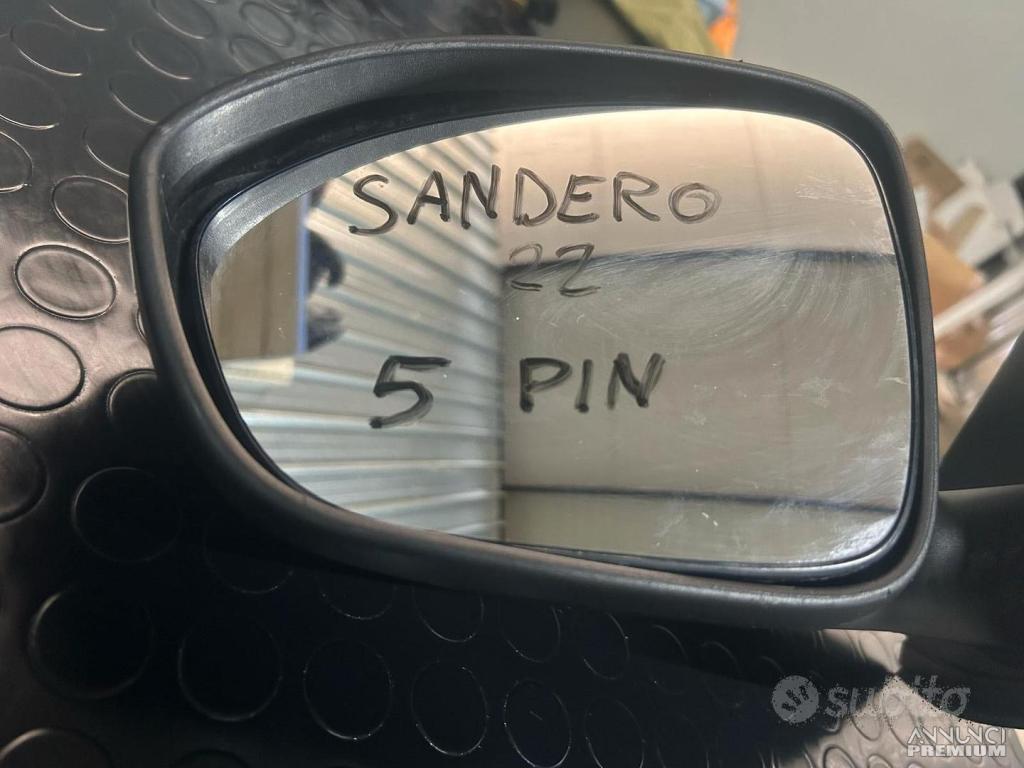 SANDERO
22
5 PIN
subito
ANNUNCI
PREMIUM